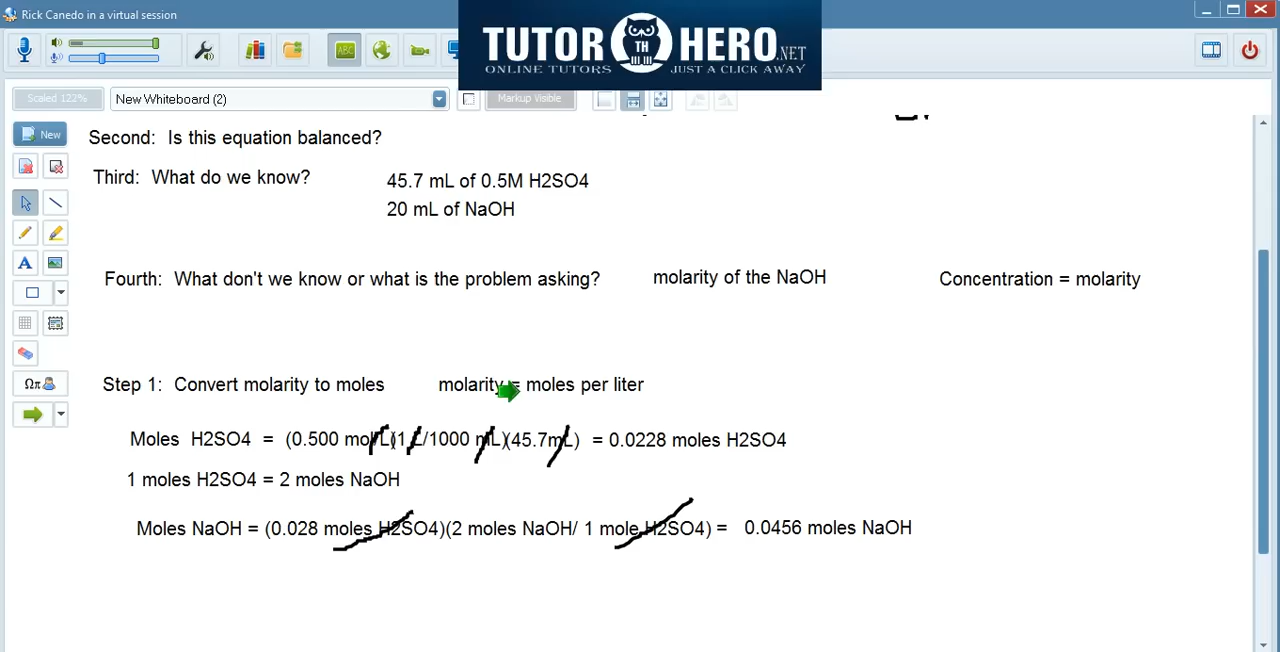 Rick Canedo in a virtual session
TUTOR TH HERO.NET
ONLINE TUTORS JUST A CLICK AWAY
ABC
Scaled 122%
New Whiteboard (2)
Markup Visible
New
Second: Is this equation balanced?
Third: What do we know?
45.7 mL of 0.5M H2SO4
20 mL of NaOH
A
Fourth: What don't we know or what is the problem asking?
molarity of the NaOH
Concentration = molarity
Ωπ
Step 1: Convert molarity to moles
molarity = moles per liter
Moles H2SO4 = (0.500 mol/L)(1 L/1000 mL)(45.7mL) = 0.0228 moles H2SO4
1 moles H2SO4 = 2 moles NaOH
Moles NaOH = (0.028 moles H2SO4)(2 moles NaOH/ 1 mole H2SO4) = 0.0456 moles NaOH